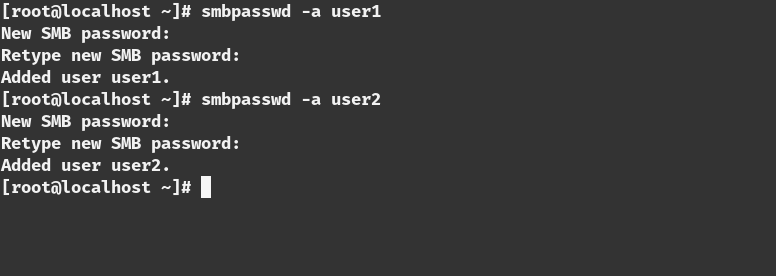 [root@localhost ~]# smbpasswd -a user1
New SMB password:
Retype new SMB password:
Added user user1.
[root@localhost ~]# smbpasswd -a user2
New SMB password:
Retype new SMB password:
Added user user2.
[root@localhost ~]#